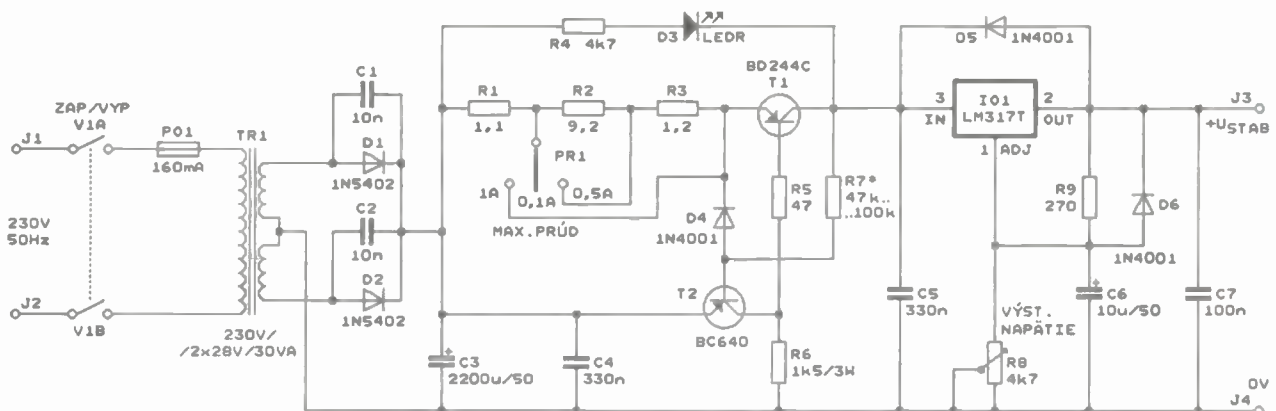 ZAP/VYP
V1A
J1
PO1
160mA
TR1
230V
50Hz
J2
V1B
230V/
/2x28V/30VA
C1
10n
D1
1N5402
C2
10n
D2
1N5402
R4 4k7
D3
LEDR
R1
1,1
R2
9,2
R3
1,2
PR1
1A
0,1A
0,5A
MAX.PRÚD
BD244C
T1
R5
47
R7*
47k..
..100k
D4
1N4001
T2
BC640
R6
1k5/3W
C3
+
2200u/50
C4
330n
D5
1N4001
3
IN
IO1
LM317T
2
OUT
1 ADJ
J3
+USTAB
R9
270
D6
1N4001
C5
330n
VÝST.
NAPÄTIE
R8
4k7
+
C6
10u/50
C7
100n
0V
J4